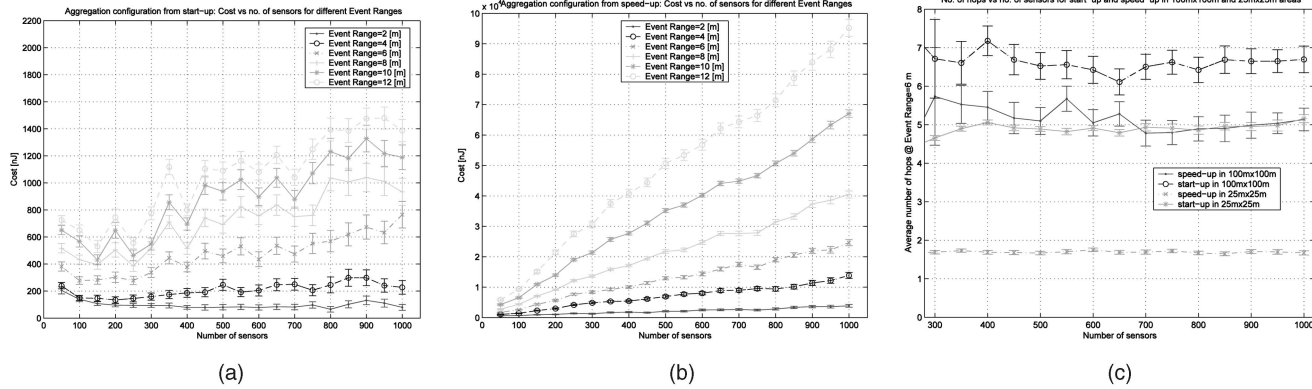 Aggregation configuration from start-up: Cost vs no. of sensors for different Event Ranges
2200
2000
1800
1600
1400
1200
1000
800
600
400
200
0
Cost [nJ]
Event Range=2 [m]
Event Range=4 [m]
Event Range=6 [m]
Event Range=8 [m]
Event Range=10 [m]
Event Range=12 [m]
0 100 200 300 400 500 600 700 800 900 1000
Number of sensors
(a)
Aggregation configuration from speed-up: Cost vs no. of sensors for different Event Ranges
x 10
10
9
8
7
6
5
4
3
2
1
0
Cost [nJ]
Event Range=2 [m]
Event Range=4 [m]
Event Range=6 [m]
Event Range=8 [m]
Event Range=10 [m]
Event Range=12 [m]
0 100 200 300 400 500 600 700 800 900 1000
Number of sensors
(b)
No. of hops vs no. of sensors for start-up and speed-up in 100mx100m and 25mx25m areas
8
7
6
5
4
3
2
1
0
Average number of hops @ Event Range=6 m
speed-up in 100mx100m
start-up in 100mx100m
speed-up in 25mx25m
start-up in 25mx25m
300 400 500 600 700 800 900 1000
Number of sensors
(c)